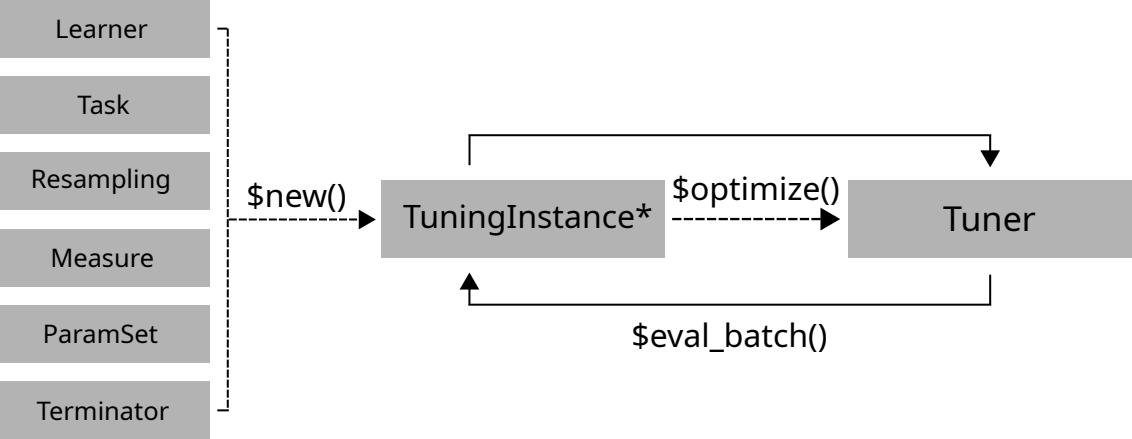 Learner
Task
Resampling
Measure
ParamSet
Terminator
$new()
TuningInstance*
$optimize()
Tuner
$eval_batch()